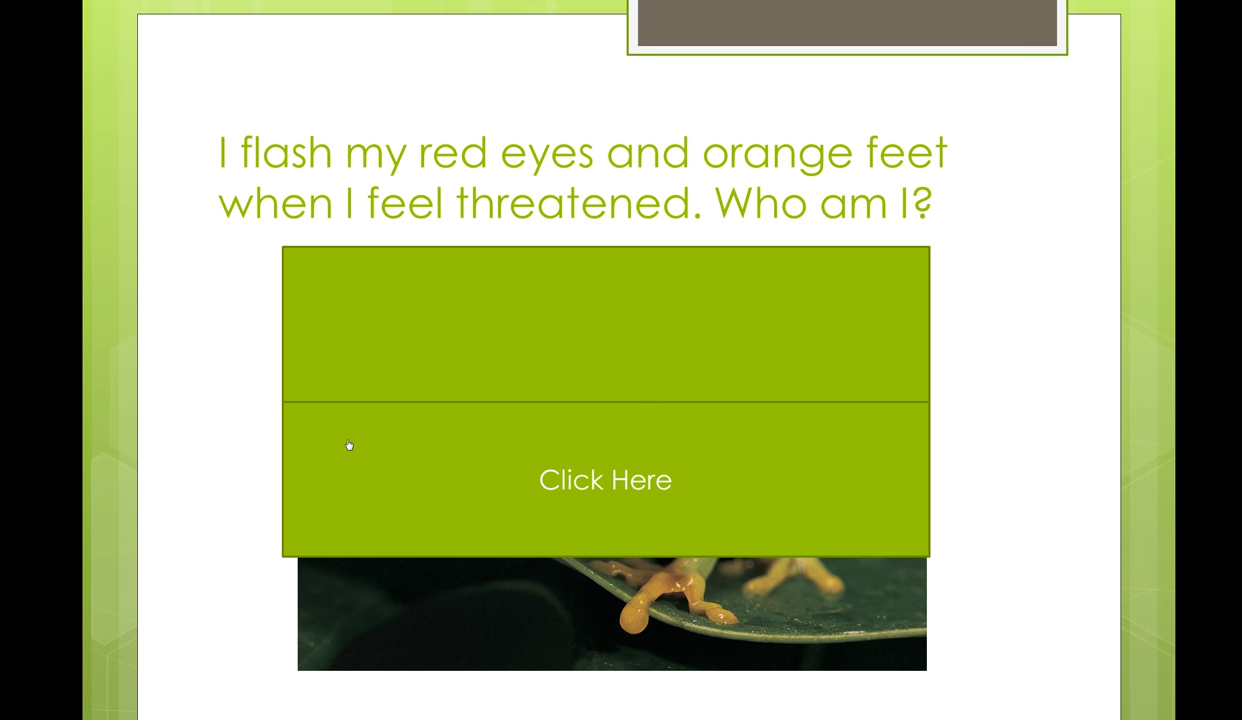 I flash my red eyes and orange feet
when I feel threatened. Who am I?
Click Here